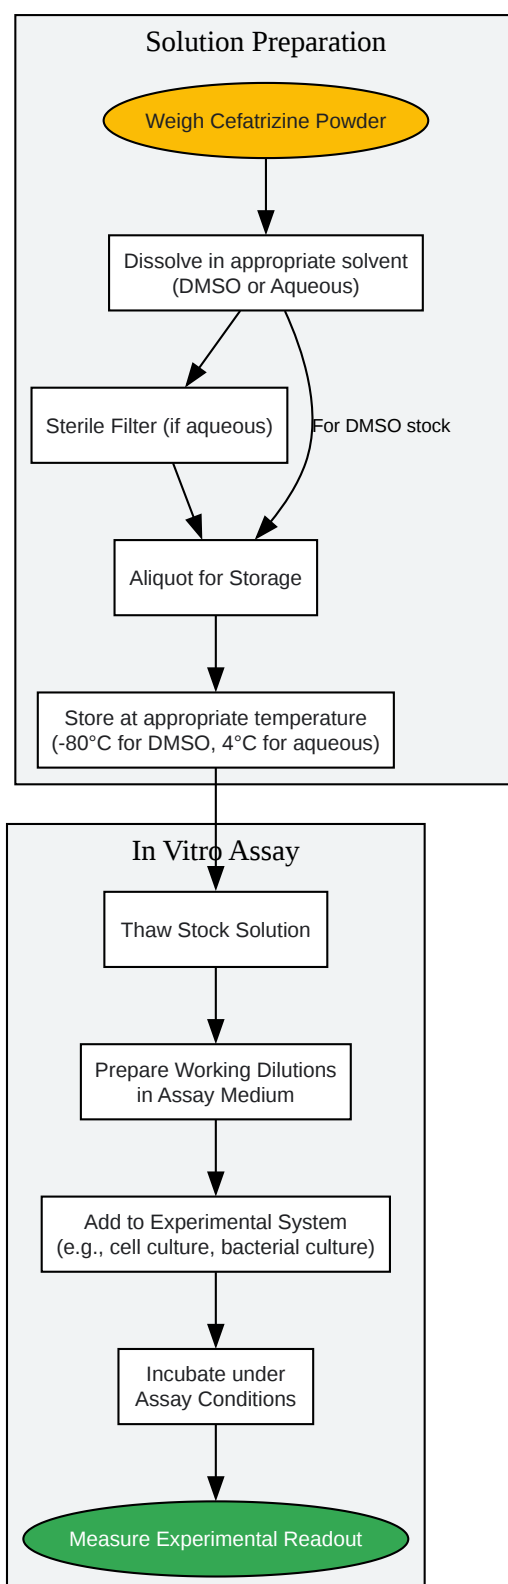 Solution Preparation
Weigh Cefatrizine Powder
Dissolve in appropriate solvent
(DMSO or Aqueous)
Sterile Filter (if aqueous)
For DMSO stock
Aliquot for Storage
Store at appropriate temperature
(-80°C for DMSO, 4°C for aqueous)
In Vitro Assay
Thaw Stock Solution
Prepare Working Dilutions
in Assay Medium
Add to Experimental System
(e.g., cell culture, bacterial culture)
Incubate under
Assay Conditions
Measure Experimental Readout